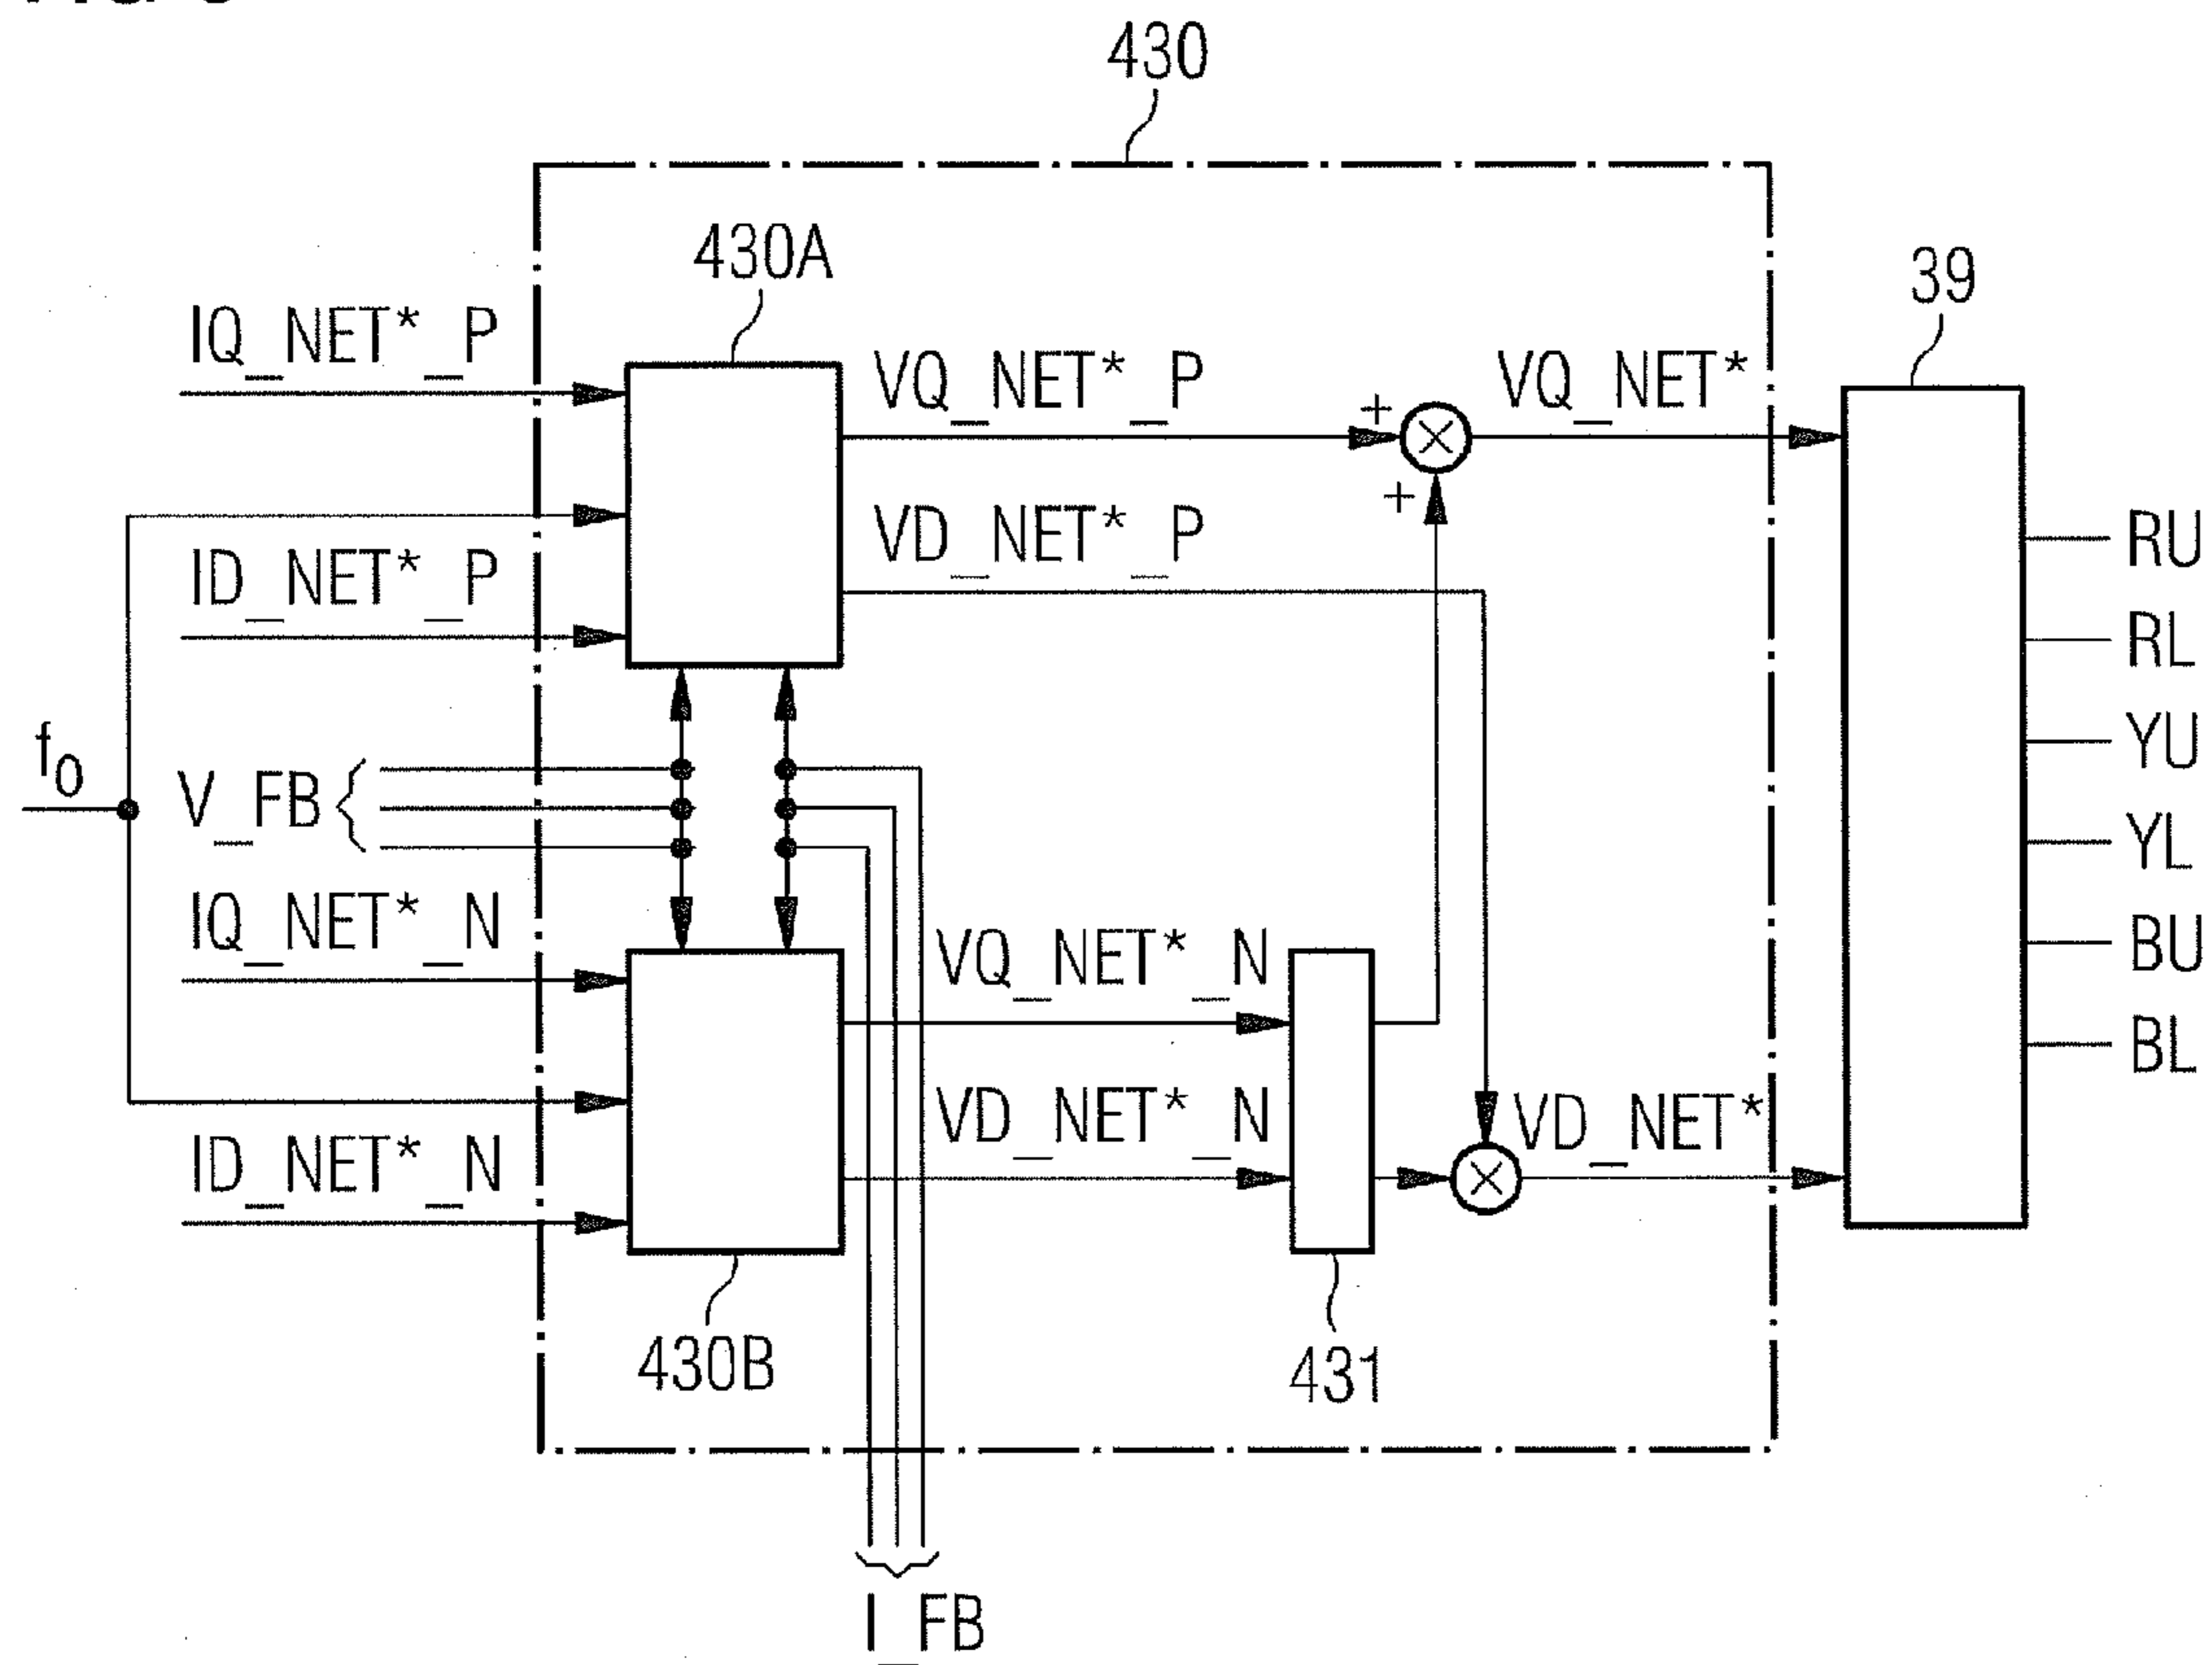 430
430A
39
IQ_NET*_P
VQ_NET*_P
VQ_NET*
+
+
ID_NET*_P
VD_NET*_P
RU
RL
YU
YL
BU
BL
f0
V_FB
IQ_NET*_N
VQ_NET*_N
ID_NET*_N
VD_NET*_N
VD_NET*
430B
431
I_FB